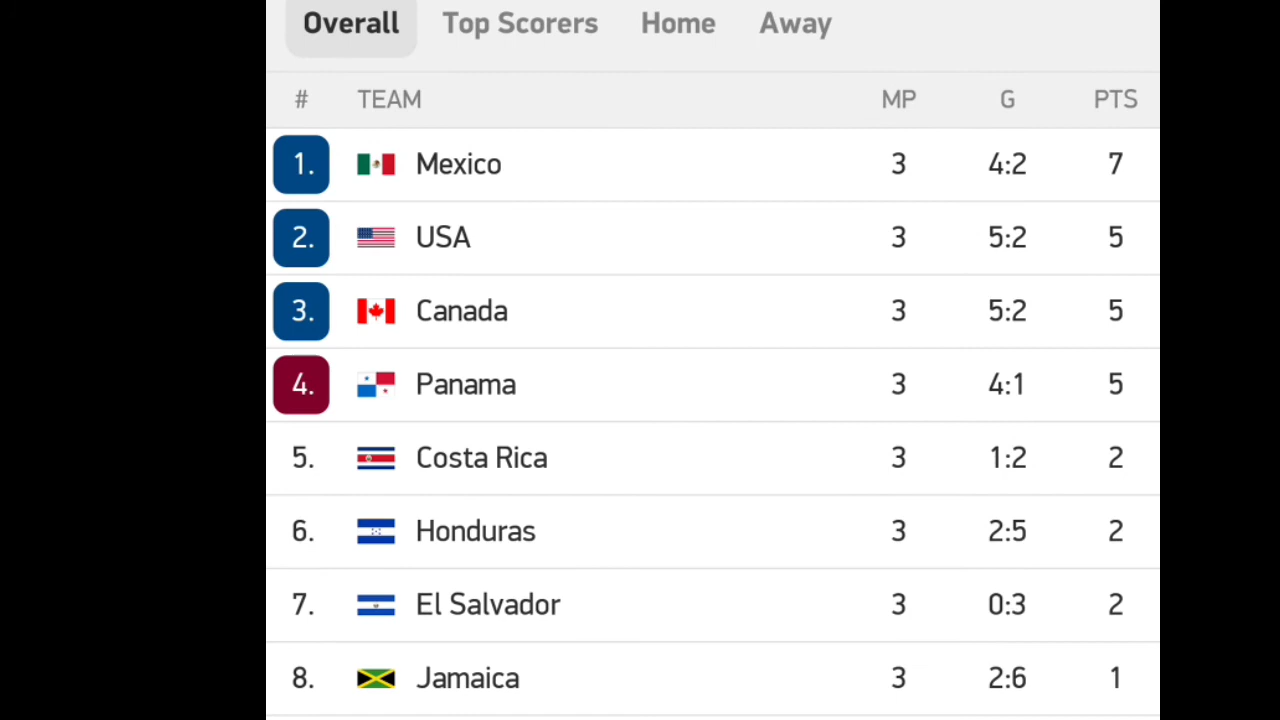 Overall Top Scorers Home Away
# TEAM MP G PTS
1. Mexico 3 4:2 7
2. USA 3 5:2 5
3. Canada 3 5:2 5
4. Panama 3 4:1 5
5. Costa Rica 3 1:2 2
6. Honduras 3 2:5 2
7. El Salvador 3 0:3 2
8. Jamaica 3 2:6 1